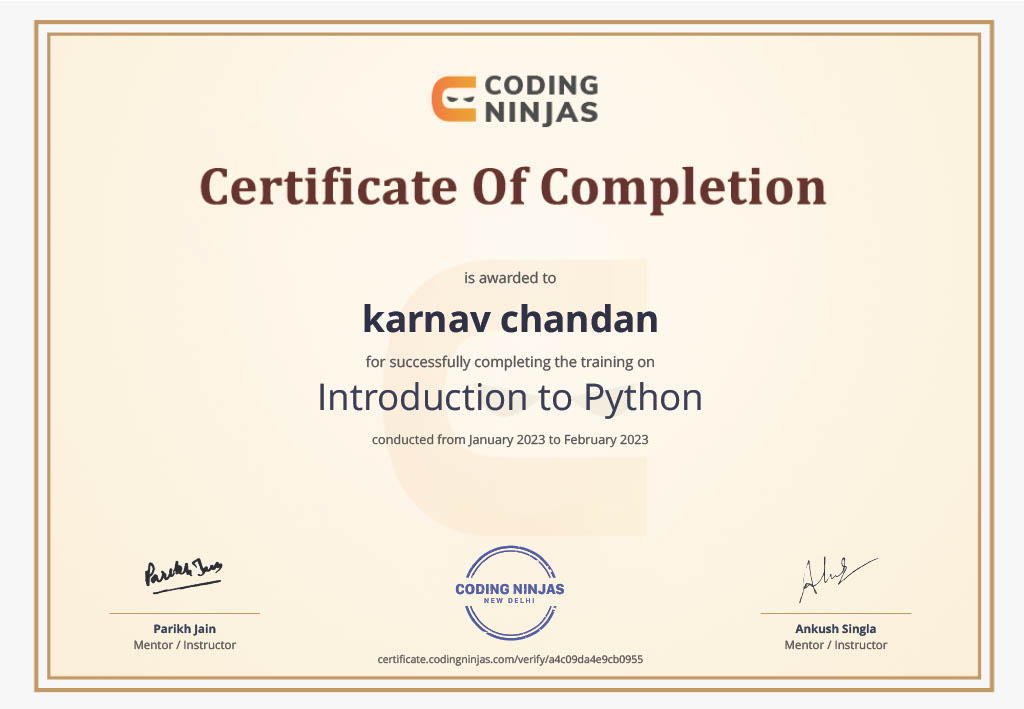 CODING
NINJAS
Certificate Of Completion
is awarded to
karnav chandan
for successfully completing the training on
Introduction to Python
conducted from January 2023 to February 2023
Parikh Jain
CODING NINJAS
NEW DELHI
Parikh Jain
Mentor / Instructor
Ankush Singla
Mentor / Instructor
certificate.codingninjas.com/verify/a4c09da4e9cb0955